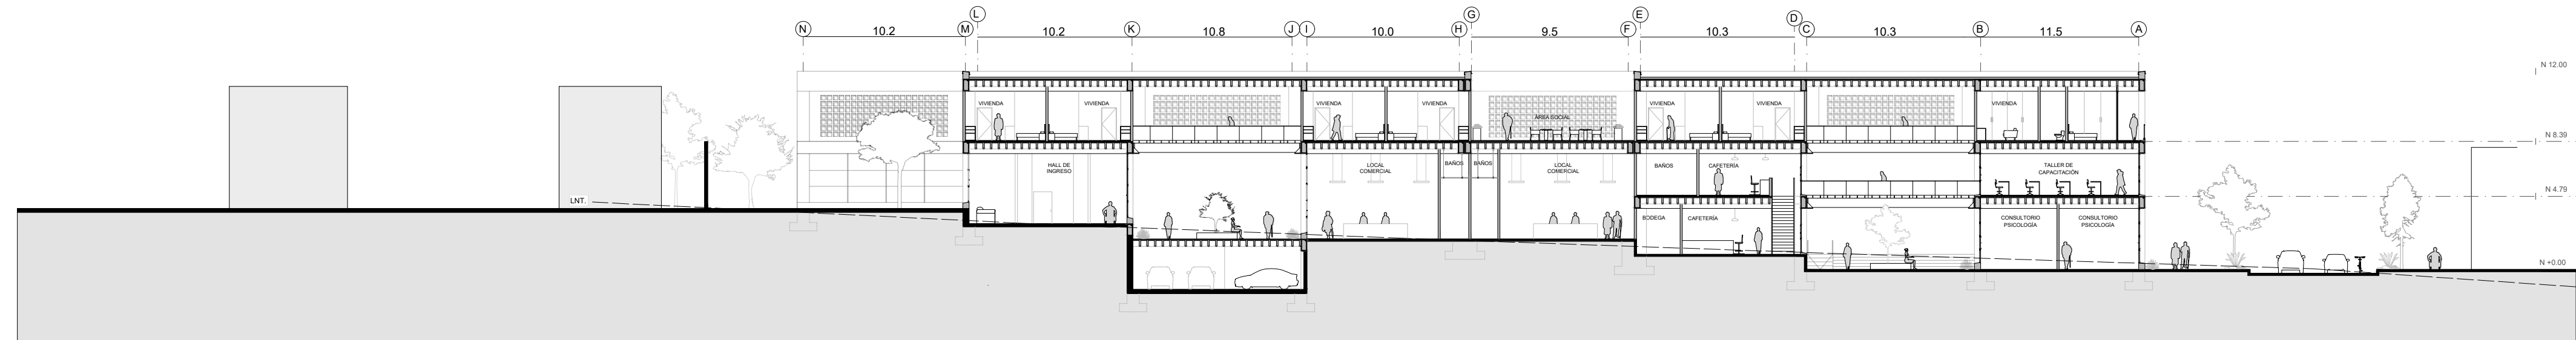 L
G
E
D
N
M
K
J
I
H
F
C
B
A
10.2
10.2
10.8
10.0
9.5
10.3
10.3
11.5
N 12.00
VIVIENDA
VIVIENDA
VIVIENDA
VIVIENDA
ÁREA SOCIAL
VIVIENDA
VIVIENDA
VIVIENDA
N 8.39
HALL DE
INGRESO
LOCAL
COMERCIAL
BAÑOS
BAÑOS
LOCAL
COMERCIAL
BAÑOS
CAFETERÍA
TALLER DE
CAPACITACIÓN
N 4.79
LNT.
BODEGA
CAFETERÍA
CONSULTORIO
PSICOLOGÍA
CONSULTORIO
PSICOLOGÍA
N +0.00